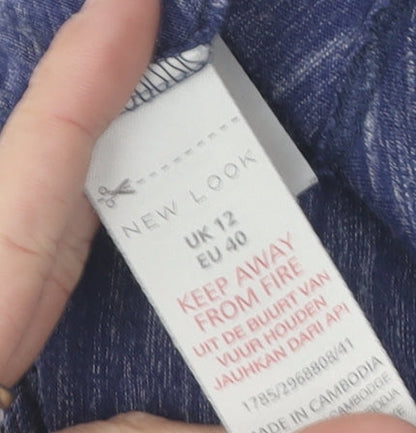 NEW LOOK
UK 12
EU 40
KEEP AWAY
FROM FIRE
UIT DE BUURT VAN
VUUR HOUDEN
JAUHKAN DARI API
1785/2968808/41
MADE IN CAMBODIA
CAMBODGE